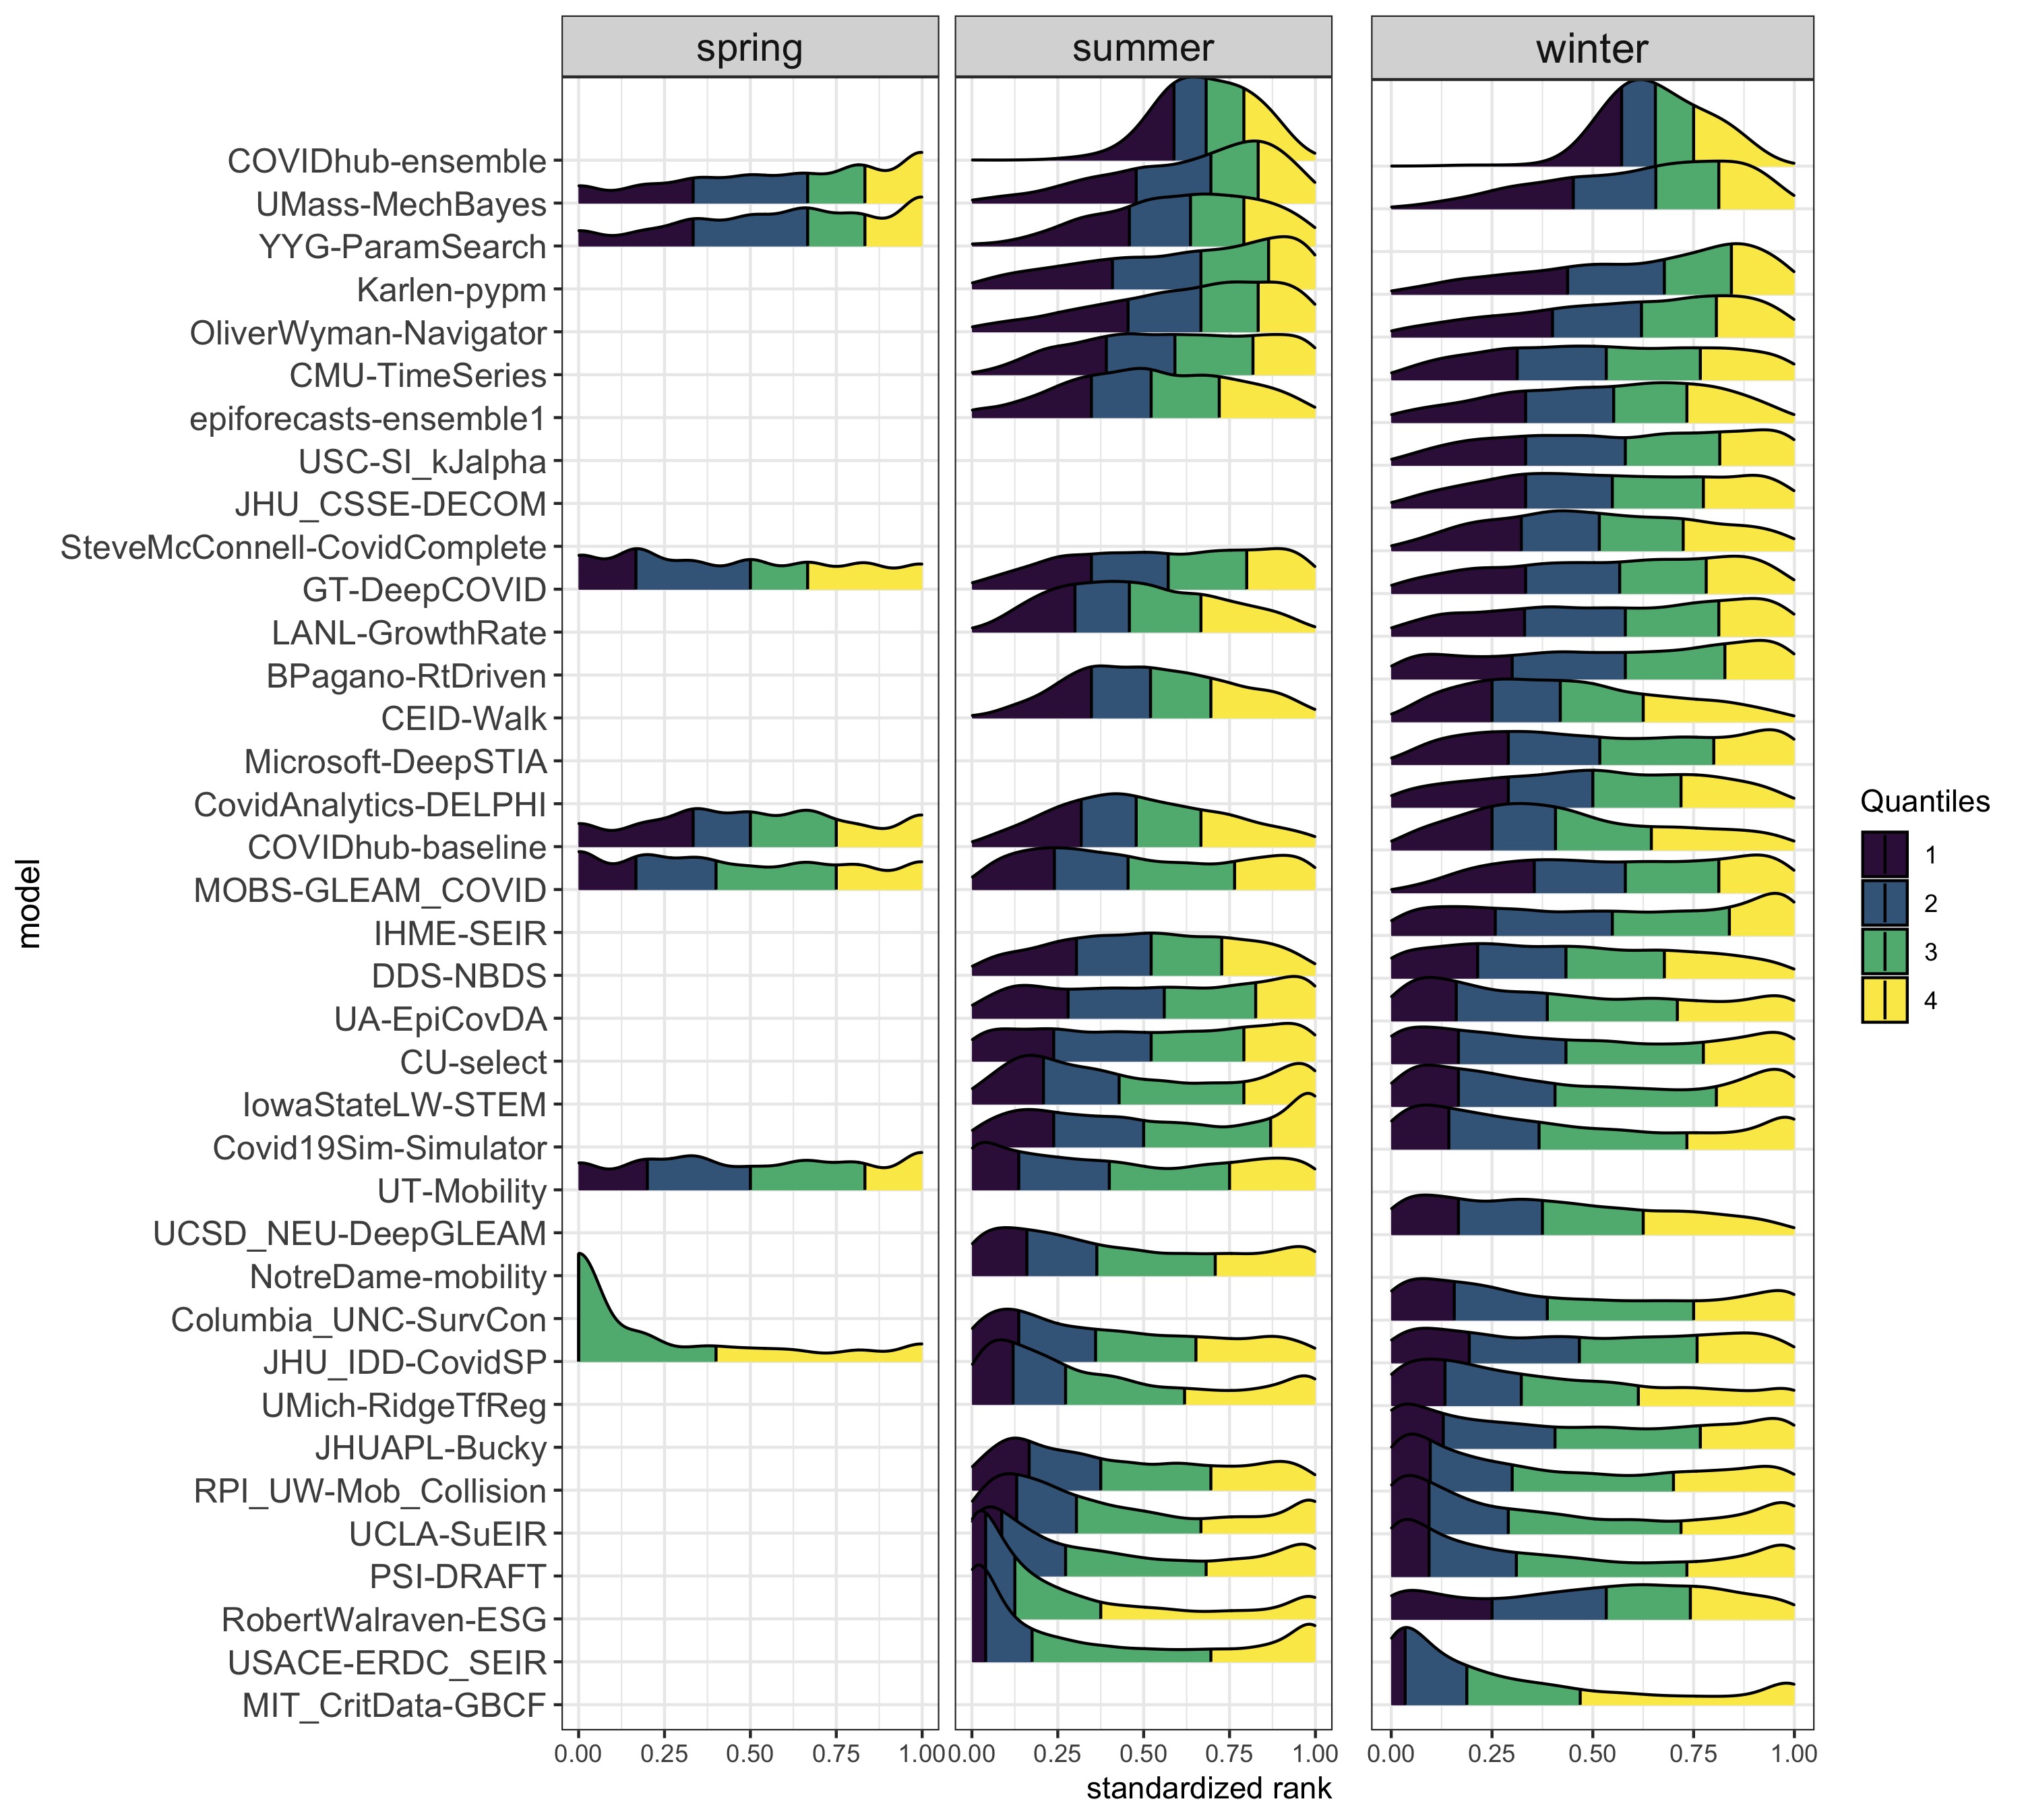 spring
summer
winter
COVIDhub-ensemble
UMass-MechBayes
YYG-ParamSearch
Karlen-pypm
OliverWyman-Navigator
CMU-TimeSeries
epiforecasts-ensemble1
USC-SI_kJalpha
JHU_CSSE-DECOM
SteveMcConnell-CovidComplete
GT-DeepCOVID
LANL-GrowthRate
BPagano-RtDriven
CEID-Walk
Microsoft-DeepSTIA
CovidAnalytics-DELPHI
COVIDhub-baseline
MOBS-GLEAM_COVID
IHME-SEIR
DDS-NBDS
UA-EpiCovDA
CU-select
IowaStateLW-STEM
Covid19Sim-Simulator
UT-Mobility
UCSD_NEU-DeepGLEAM
NotreDame-mobility
Columbia_UNC-SurvCon
JHU_IDD-CovidSP
UMich-RidgeTfReg
JHUAPL-Bucky
RPI_UW-Mob_Collision
UCLA-SuEIR
PSI-DRAFT
RobertWalraven-ESG
USACE-ERDC_SEIR
MIT_CritData-GBCF
model
0.00 0.25 0.50 0.75 1.00
0.00 0.25 0.50 0.75 1.00
0.00 0.25 0.50 0.75 1.00
standardized rank
Quantiles
1
2
3
4